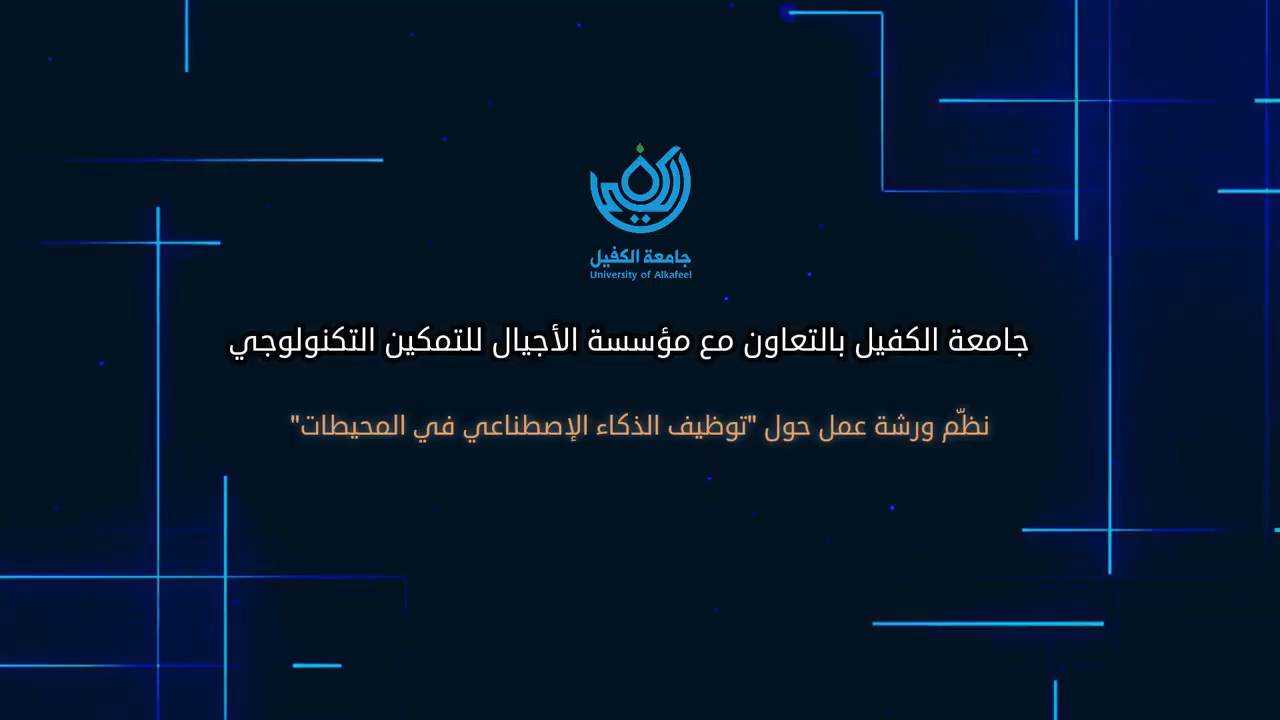 الكفيل
جامعة الكفيل
University of Alkafeel
جامعة الكفيل بالتعاون مع مؤسسة الأجيال للتمكين التكنولوجي
نظّم ورشة عمل حول "توظيف الذكاء الإصطناعي في المحيطات"